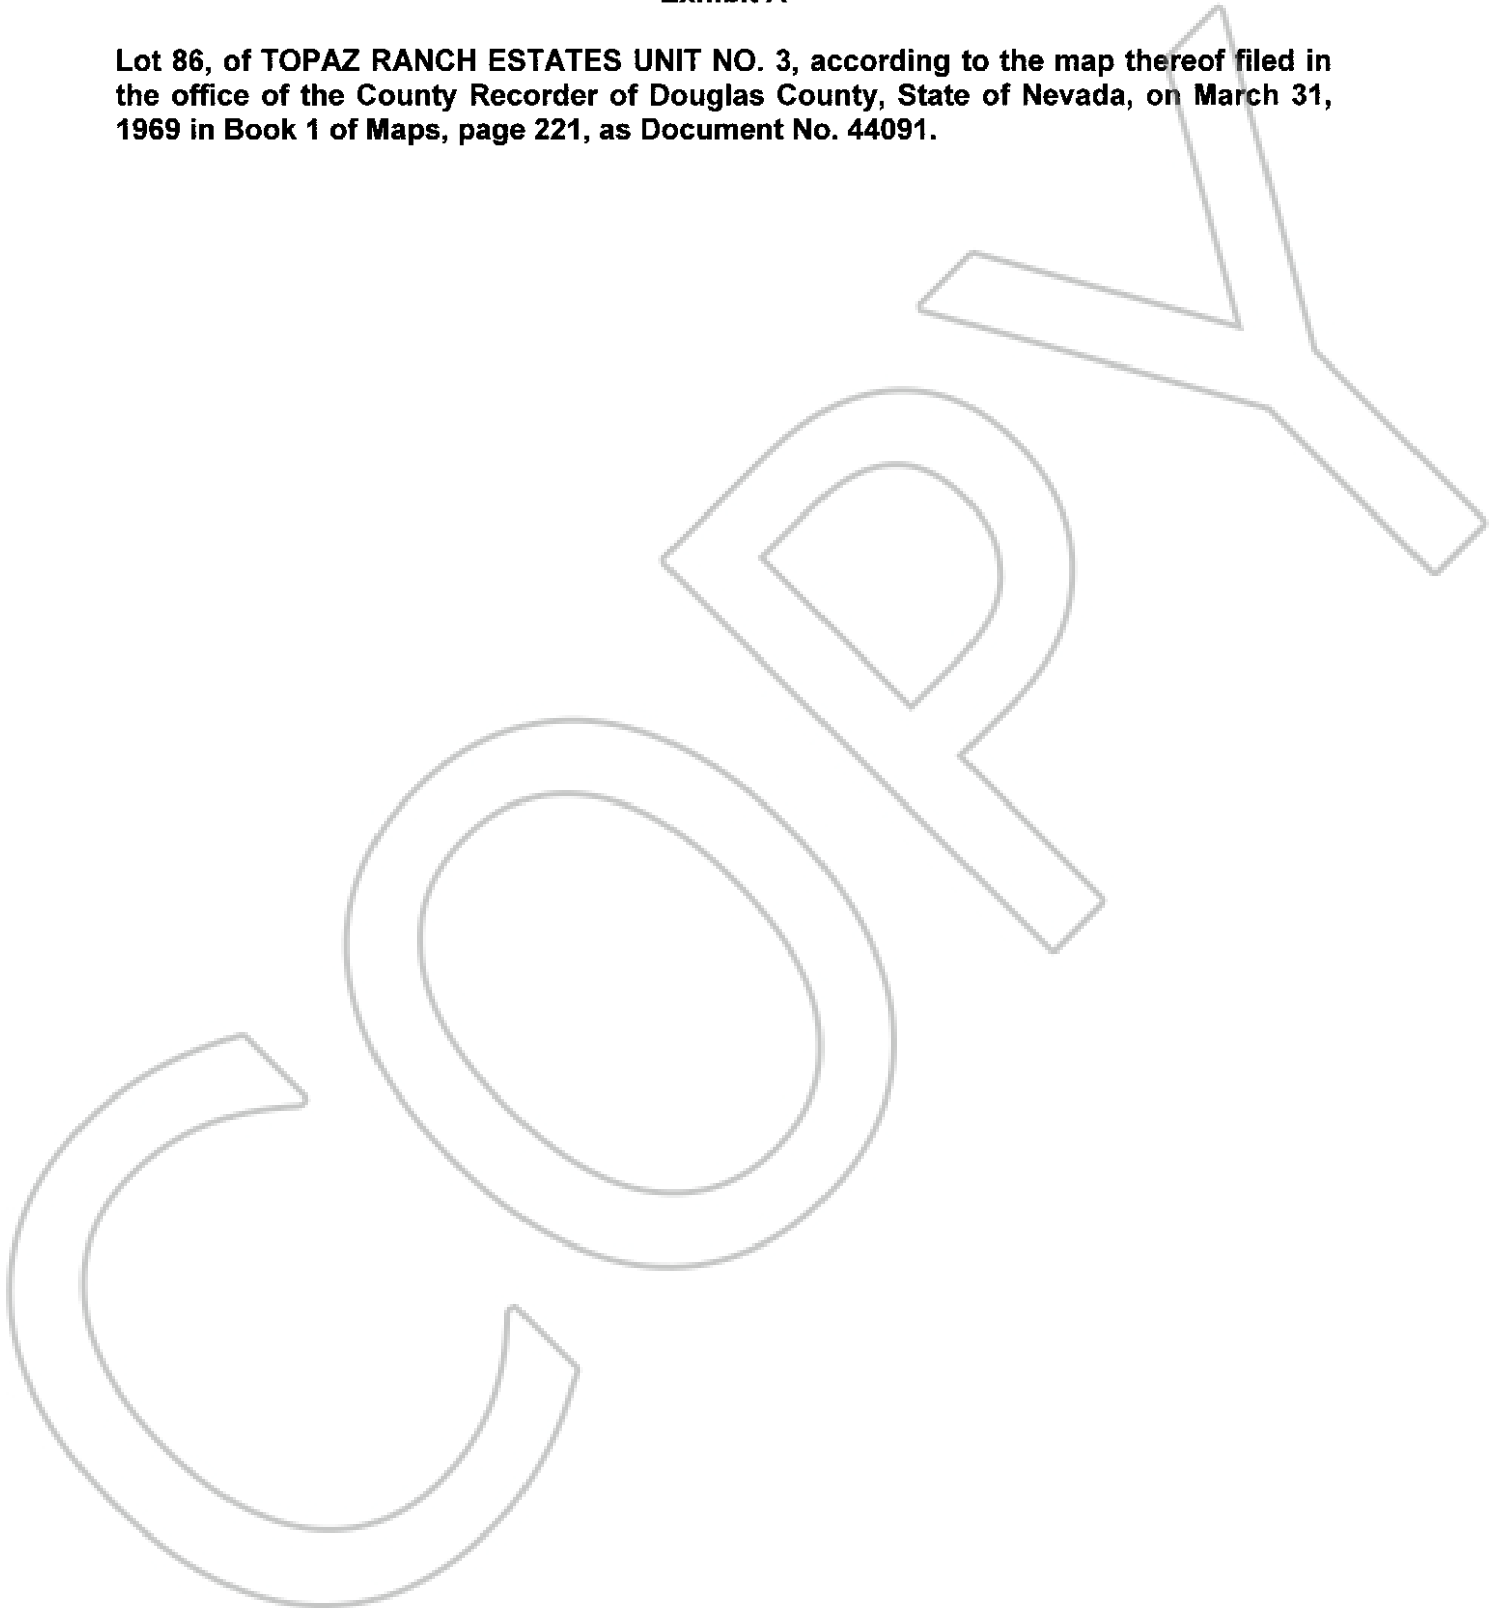 Exhibit A
Lot 86, of TOPAZ RANCH ESTATES UNIT NO. 3, according to the map thereof filed in
the office of the County Recorder of Douglas County, State of Nevada, on March 31,
1969 in Book 1 of Maps, page 221, as Document No. 44091.
COPY